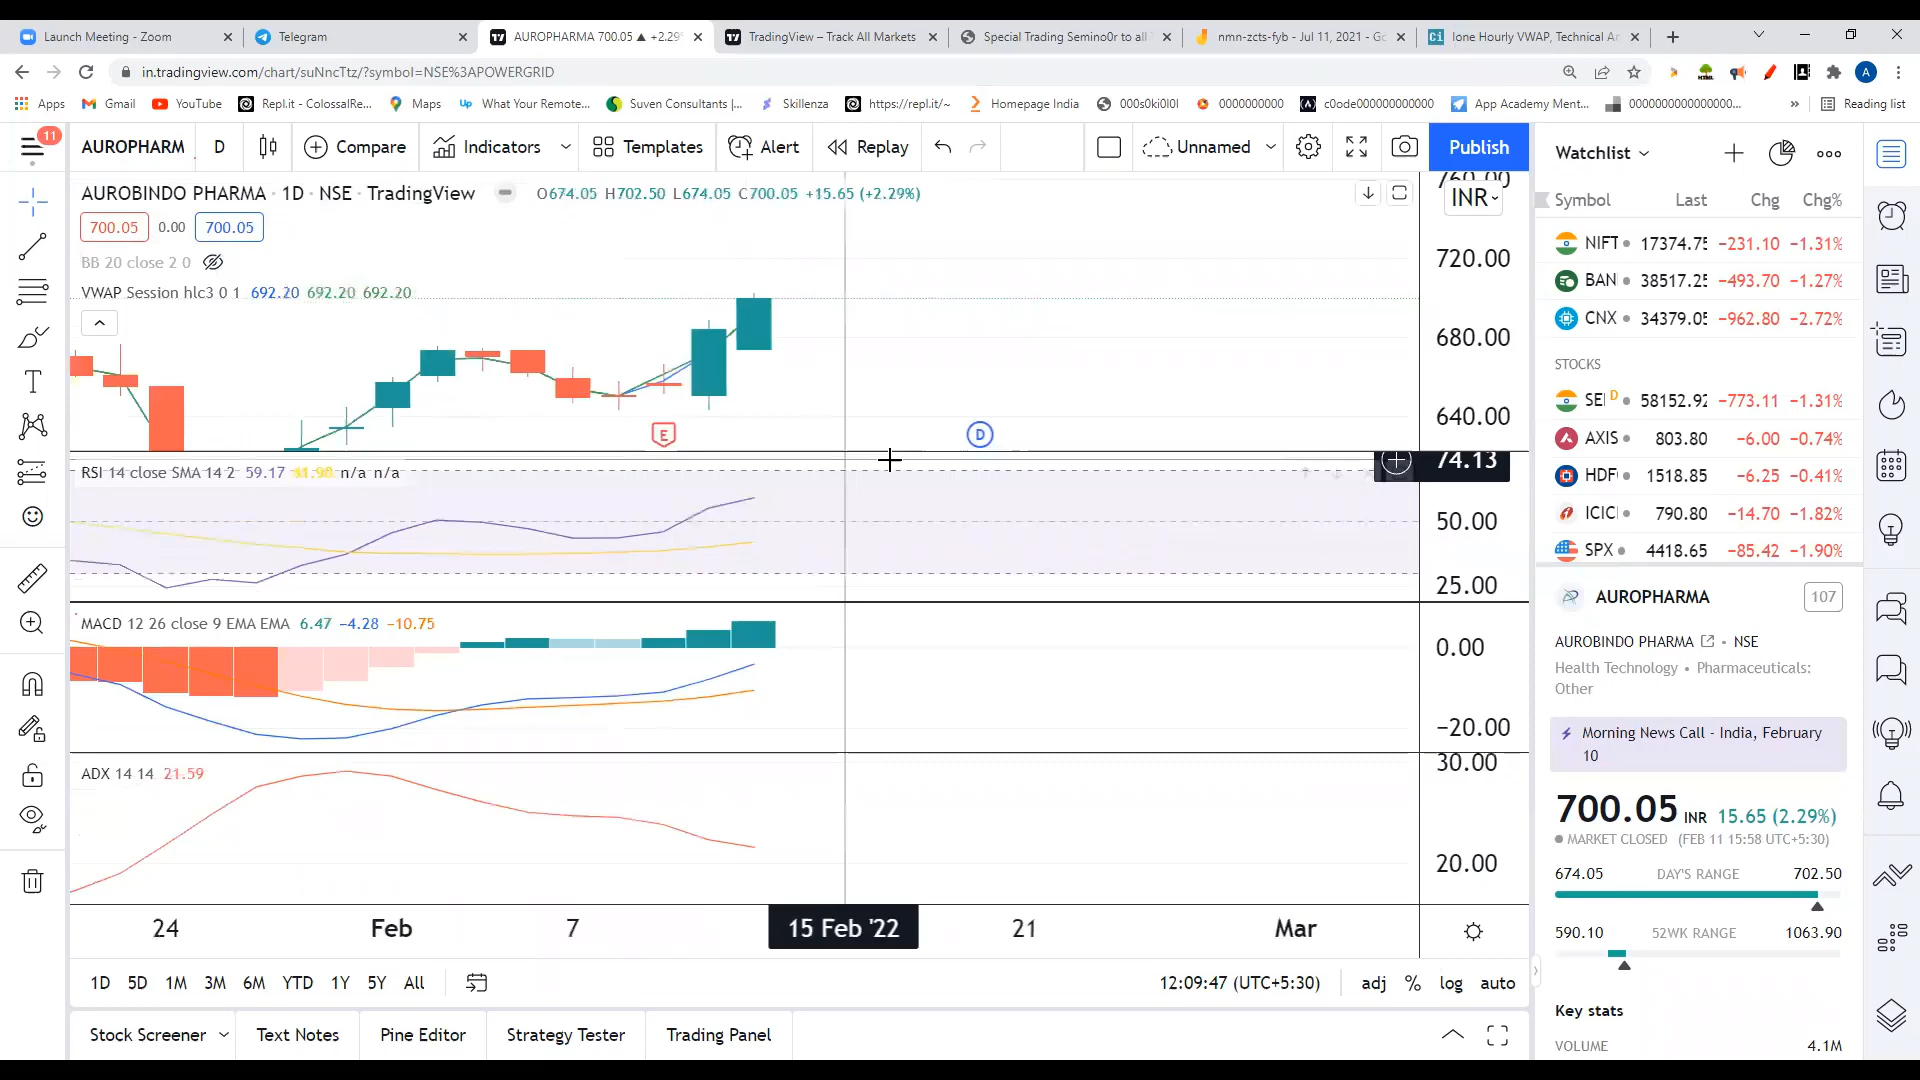 Launch Meeting - Zoom
Telegram
AUROPHARMA 700.05 ▲ +2.29%
TradingView – Track All Markets
Special Trading Semino0r to all
nmn-zcts-fyb - Jul 11, 2021 - Go
Ione Hourly VWAP, Technical An
in.tradingview.com/chart/suNncTtz/?symbol=NSE%3APOWERGRID
A
Apps
Gmail
YouTube
Repl.it - ColossalRe...
Maps
What Your Remote...
Suven Consultants |...
Skillenza
https://repl.it/~
Homepage India
000s0ki0l0l
0000000000
c0ode000000000000
App Academy Ment...
0000000000000000...
Reading list
11
AUROPHARM
D
Compare
Indicators
Templates
Alert
Replay
Unnamed
Publish
AUROBINDO PHARMA · 1D · NSE · TradingView
O674.05 H702.50 L674.05 C700.05 +15.65 (+2.29%)
700.05 0.00 700.05
BB 20 close 2 0
VWAP Session hlc3 0 1 692.20 692.20 692.20
760.00
INR
720.00
680.00
640.00
E
D
RSI 14 close SMA 14 2 59.17 n/a n/a
74.13
50.00
25.00
MACD 12 26 close 9 EMA EMA 6.47 −4.28 −10.75
0.00
−20.00
ADX 14 14 21.59
30.00
20.00
24
Feb
7
15 Feb '22
21
Mar
1D 5D 1M 3M 6M YTD 1Y 5Y All
12:09:47 (UTC+5:30)
adj % log auto
Stock Screener
Text Notes
Pine Editor
Strategy Tester
Trading Panel
Watchlist
Symbol Last Chg Chg%
NIFT 17374.75 −231.10 −1.31%
BAN 38517.25 −493.70 −1.27%
CNX 34379.05 −962.80 −2.72%
STOCKS
SEI D 58152.92 −773.11 −1.31%
AXIS 803.80 −6.00 −0.74%
HDF 1518.85 −6.25 −0.41%
ICIC 790.80 −14.70 −1.82%
SPX 4418.65 −85.42 −1.90%
AUROPHARMA
107
AUROBINDO PHARMA • NSE
Health Technology • Pharmaceuticals:
Other
Morning News Call - India, February
10
700.05 INR 15.65 (2.29%)
MARKET CLOSED (FEB 11 15:58 UTC+5:30)
674.05 DAY'S RANGE 702.50
590.10 52WK RANGE 1063.90
Key stats
VOLUME 4.1M